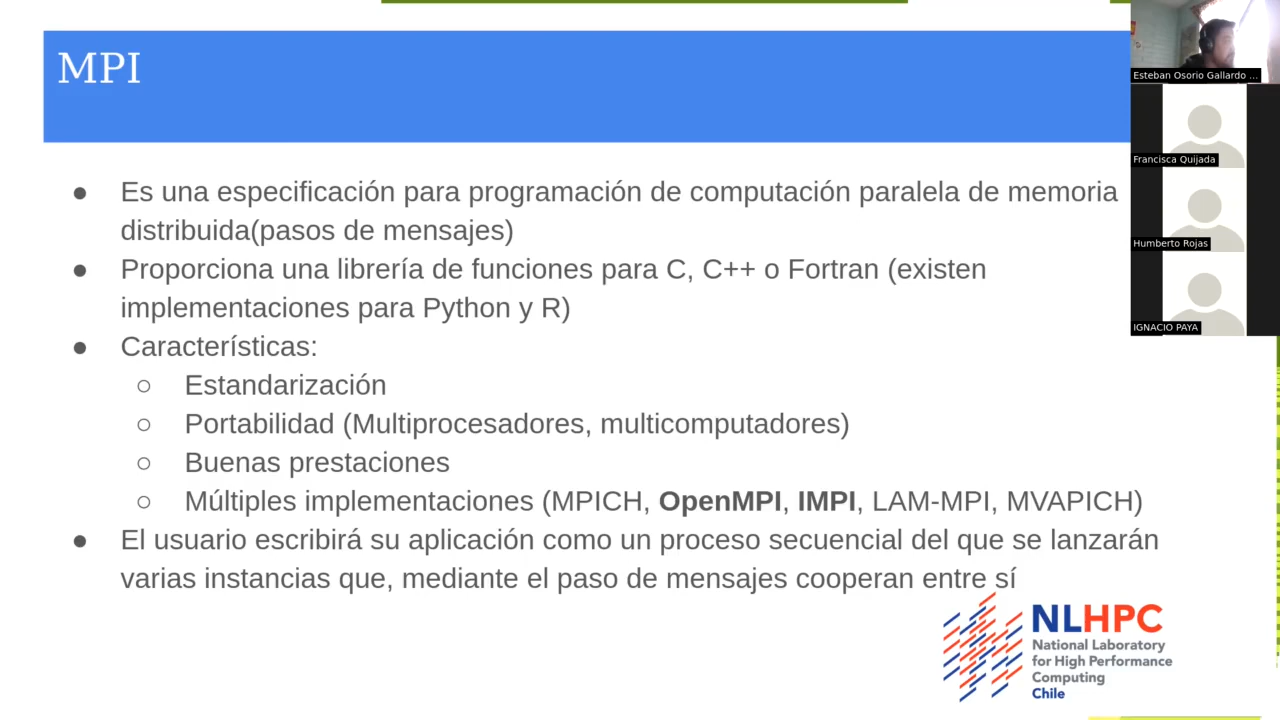 MPI
● Es una especificación para programación de computación paralela de memoria
distribuida(pasos de mensajes)
● Proporciona una librería de funciones para C, C++ o Fortran (existen
implementaciones para Python y R)
● Características:
○ Estandarización
○ Portabilidad (Multiprocesadores, multicomputadores)
○ Buenas prestaciones
○ Múltiples implementaciones (MPICH, OpenMPI, IMPI, LAM-MPI, MVAPICH)
● El usuario escribirá su aplicación como un proceso secuencial del que se lanzarán
varias instancias que, mediante el paso de mensajes cooperan entre sí
NLHPC
National Laboratory
for High Performance
Computing
Chile
Esteban Osorio Gallardo ...
Francisca Quijada
Humberto Rojas
IGNACIO PAYA